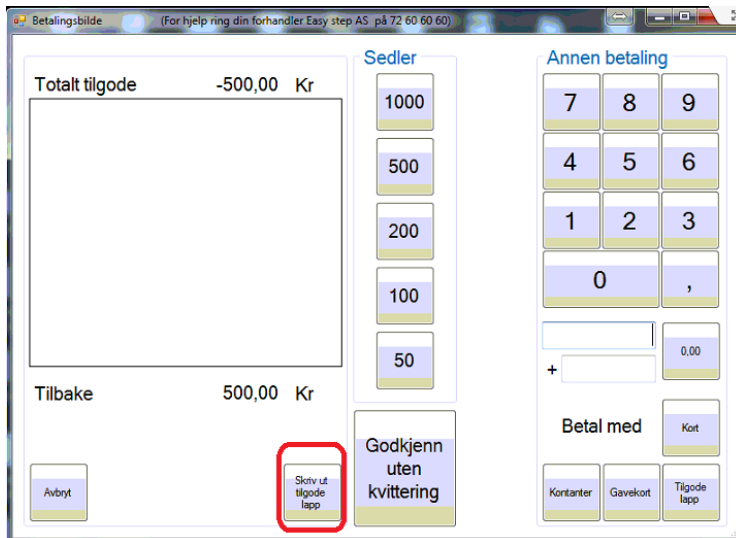 Betalingsbilde (For hjelp ring din forhandler Easy step AS på 72 60 60 60)
Totalt tilgode -500,00 Kr
Tilbake 500,00 Kr
Avbryt
Skriv ut
tilgode
lapp
Sedler
1000
500
200
100
50
Godkjenn
uten
kvittering
Annen betaling
7 8 9
4 5 6
1 2 3
0 ,
0,00
+
Betal med Kort
Kontanter Gavekort Tilgode
lapp